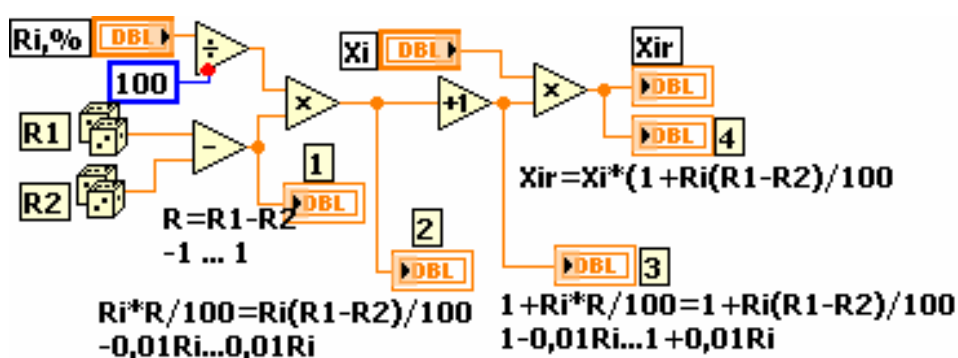 Ri,% DBL
÷
100
×
R1
−
R2
1
DBL
R=R1-R2
-1 ... 1
2
DBL
Ri*R/100=Ri(R1-R2)/100
-0,01Ri...0,01Ri
Xi DBL
+1
×
Xir
DBL
DBL 4
Xir=Xi*(1+Ri(R1-R2)/100
DBL 3
1+Ri*R/100=1+Ri(R1-R2)/100
1-0,01Ri...1+0,01Ri